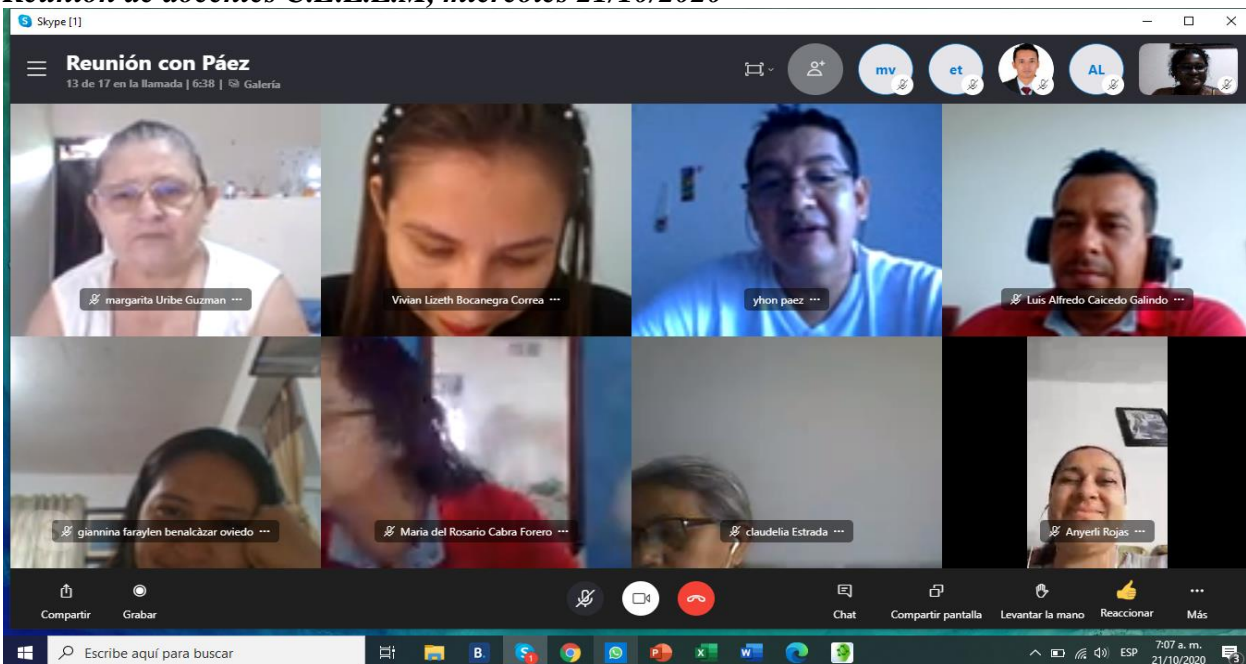 Reunión de docentes C.E.E.E.M, miércoles 21/10/2020
Skype [1]
Reunión con Páez
13 de 17 en la llamada | 6:38 | Galería
mv
et
AL
margarita Uribe Guzman ···
Vivian Lizeth Bocanegra Correa ···
yhon paez ···
Luis Alfredo Caicedo Galindo ···
giannina faraylen benalcàzar oviedo ···
Maria del Rosario Cabra Forero ···
claudelia Estrada ···
Anyerli Rojas ···
Compartir
Grabar
Chat
Compartir pantalla
Levantar la mano
Reaccionar
Más
Escribe aquí para buscar
B.
ESP
7:07 a. m.
21/10/2020
3